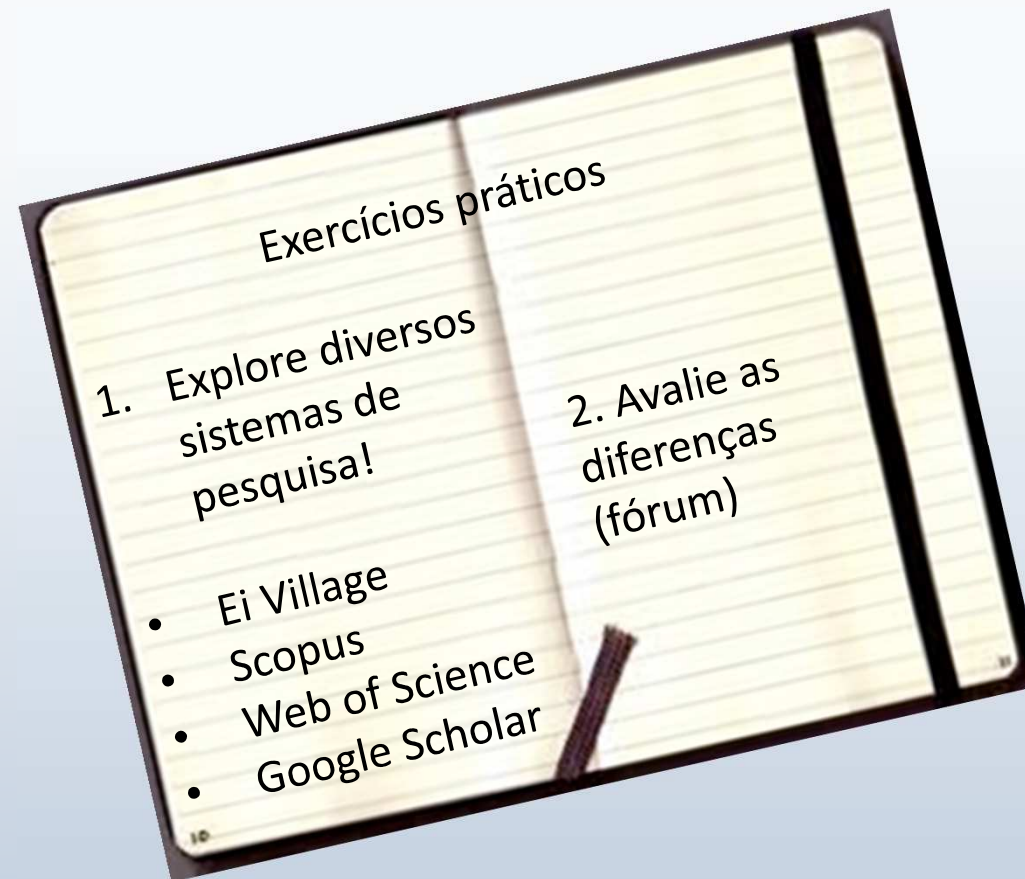 Exercícios práticos
1. Explore diversos
sistemas de
pesquisa!
• Ei Village
• Scopus
• Web of Science
• Google Scholar
10
2. Avalie as
diferenças
(fórum)